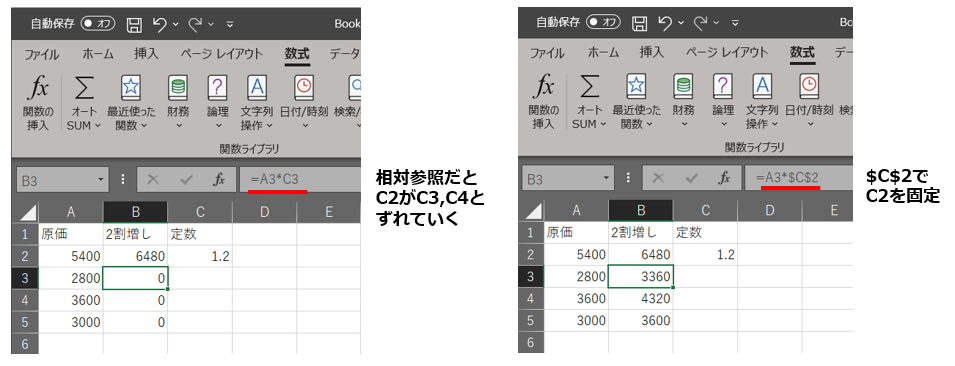 自動保存 オフ Book
ファイル ホーム 挿入 ページ レイアウト 数式 データ
fx Σ ? A
関数の 挿入 オート SUM 最近使った 関数 財務 論理 文字列 操作 日付/時刻 検索/
関数ライブラリ
B3 fx =A3*C3
A B C D E
1 原価 2割増し 定数
2 5400 6480 1.2
3 2800 0
4 3600 0
5 3000 0
6
相対参照だと
C2がC3,C4と
ずれていく
自動保存 オフ Bo
ファイル ホーム 挿入 ページ レイアウト 数式 デー
fx Σ ? A
関数の 挿入 オート SUM 最近使った 関数 財務 論理 文字列 操作 日付/時刻 検
関数ライブラリ
B3 fx =A3*$C$2
A B C D E
1 原価 2割増し 定数
2 5400 6480 1.2
3 2800 3360
4 3600 4320
5 3000 3600
6
$C$2で
C2を固定